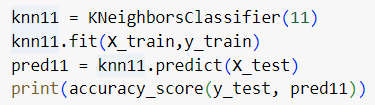 knn11 = KNeighborsClassifier(11)
knn11.fit(X_train,y_train)
pred11 = knn11.predict(X_test)
print(accuracy_score(y_test, pred11))